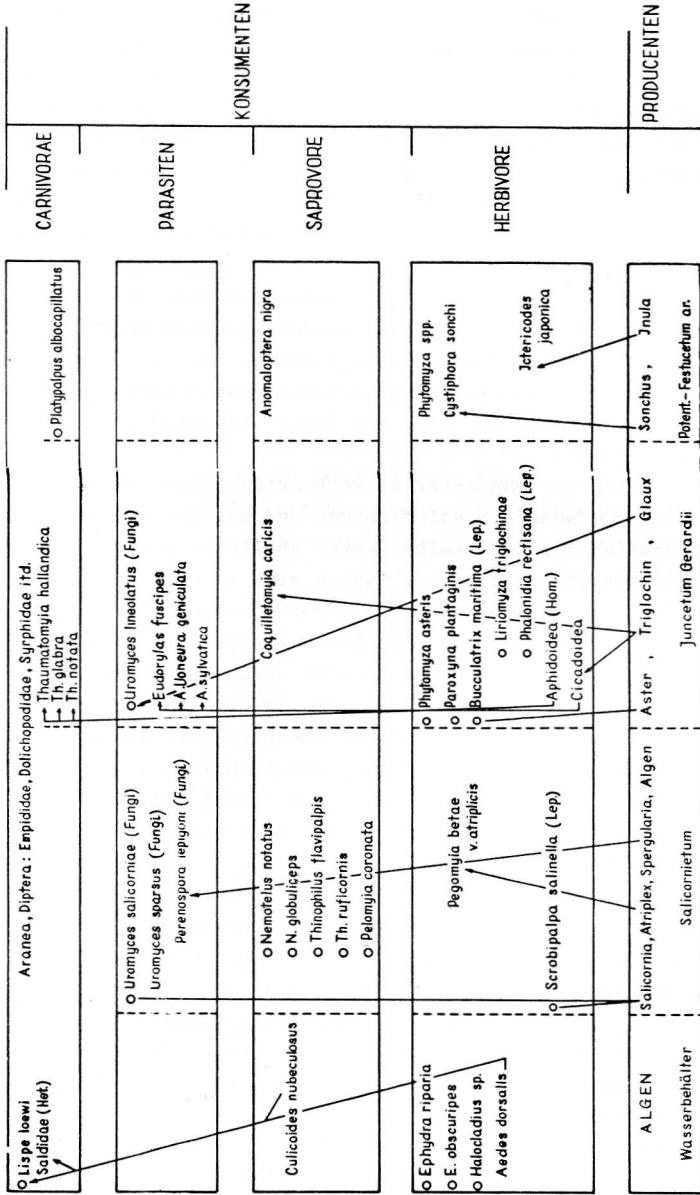 KONSUMENTEN
PRODUCENTEN
CARNIVORAE
PARASITEN
SAPROVORE
HERBIVORE
Aranea, Diptera: Empididae, Dolichopodidae, Syrphidae itd.
Lispe loewi
Saldidae (Het.)
Thaumatomyia hallandica
Th. glabra
Th. notata
Platypalpus albocapillatus
Uromyces salicorniae (Fungi)
Uromyces sparsus (Fungi)
Perenospora lepigoni (Fungi)
Uromyces lineolatus (Fungi)
Eudorylas fuscipes
geniculata
A. sylvatica
Culicoides nubeculosus
Nemotelus notatus
N. globuliceps
Thinophilus flavipalpis
Th. ruficornis
Pelomyia coronata
Coquilletomyia caricis
Anomaloptera nigra
Ephydra riparia
E. obscuripes
Halocladius sp.
Aedes dorsalis
Pegomyia betae
v. atriplicis
Scrobipalpa salinella (Lep.)
Phytomyza asteris
Paroxyna plantaginis
Bucculatrix maritima (Lep.)
Liriomyza triglochinae
Phalonidia rectisana (Lep.)
Aphidoidea (Hom.)
Cicadoidea
Phytomyza spp.
Cystiphora sonchi
Ictericodes
japonica
ALGEN
Salicornia, Atriplex, Spergularia, Algen
Aster, Triglochin, Glaux
Sonchus, Jnula
Wasserbehälter
Salicornietum
Juncetum Gerardii
Potent.-Festucetum ar.